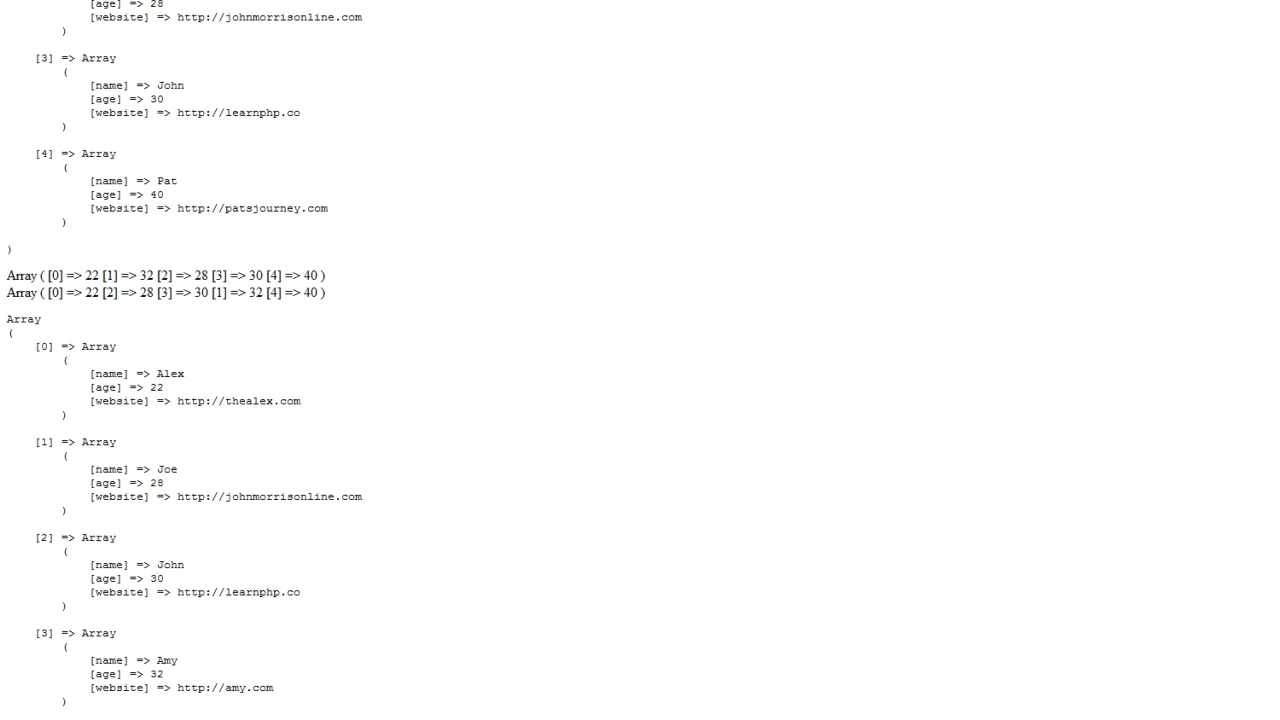 [age] => 28
[website] => http://johnmorrisonline.com
)
[3] => Array
(
[name] => John
[age] => 30
[website] => http://learnphp.co
)
[4] => Array
(
[name] => Pat
[age] => 40
[website] => http://patsjourney.com
)
)
Array ( [0] => 22 [1] => 32 [2] => 28 [3] => 30 [4] => 40 )
Array ( [0] => 22 [2] => 28 [3] => 30 [1] => 32 [4] => 40 )
Array
(
[0] => Array
(
[name] => Alex
[age] => 22
[website] => http://thealex.com
)
[1] => Array
(
[name] => Joe
[age] => 28
[website] => http://johnmorrisonline.com
)
[2] => Array
(
[name] => John
[age] => 30
[website] => http://learnphp.co
)
[3] => Array
(
[name] => Amy
[age] => 32
[website] => http://amy.com
)